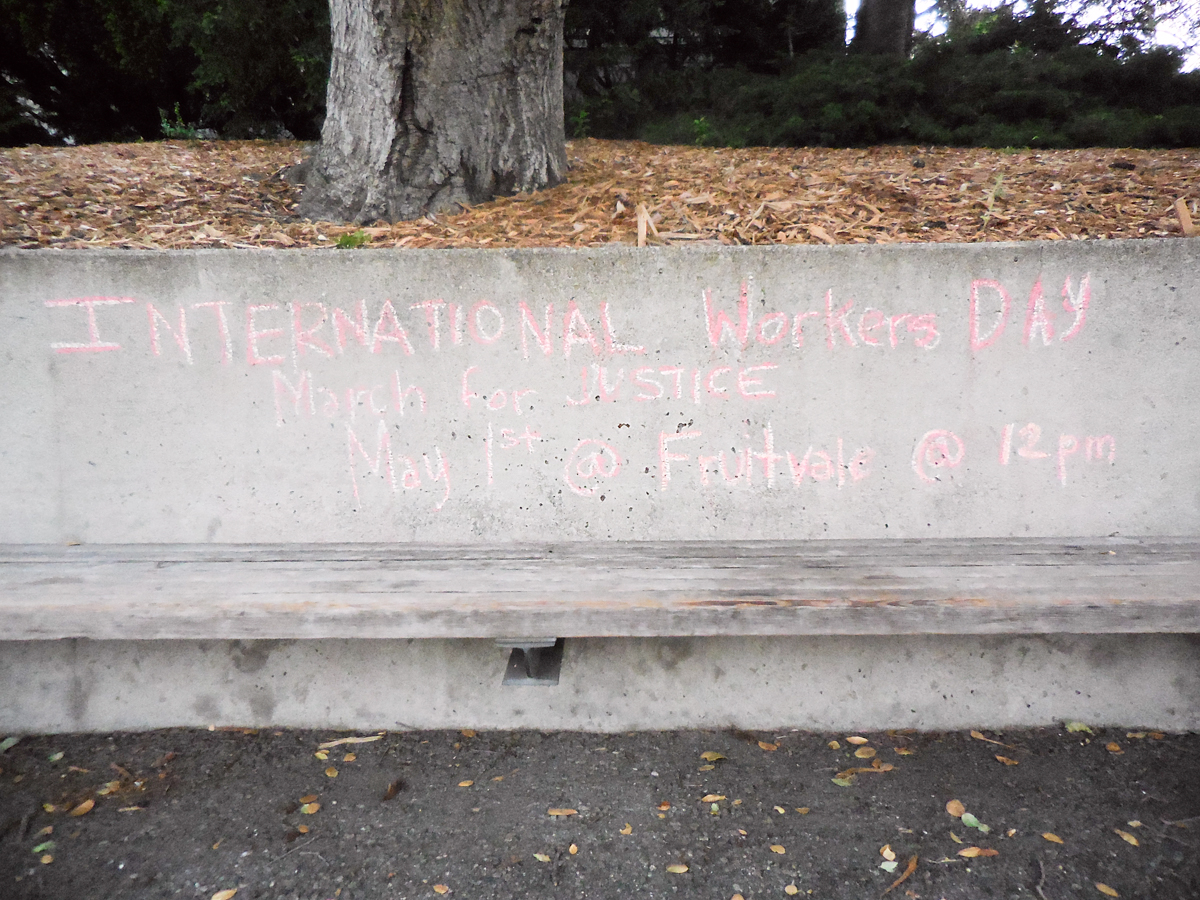 INTERNATIONAL Workers DAY
March for JUSTICE
May 1st @ Fruitvale @ 12pm